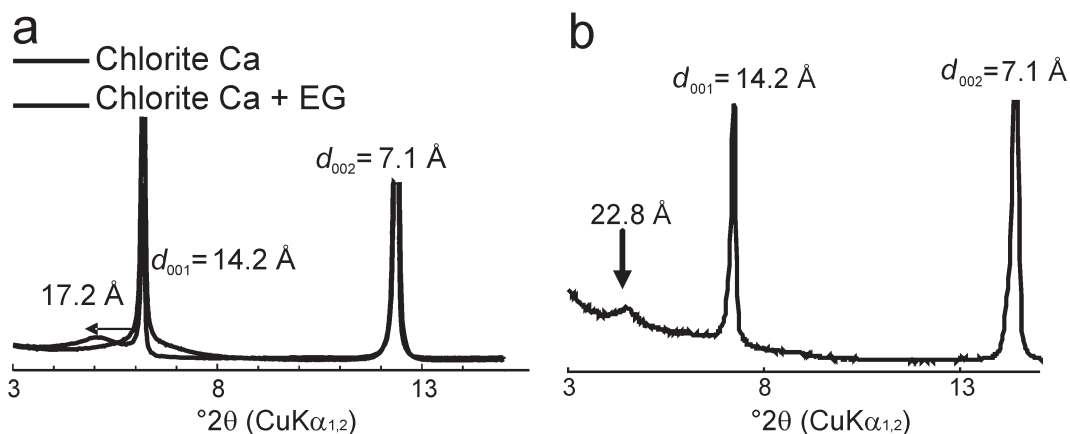 a
Chlorite Ca
Chlorite Ca + EG
d002= 7.1 Å
d001= 14.2 Å
17.2 Å
3 8 13
°2θ (CuKα1,2)
b
d001= 14.2 Å
d002=7.1 Å
22.8 Å
3 8 13
°2θ (CuKα1,2)